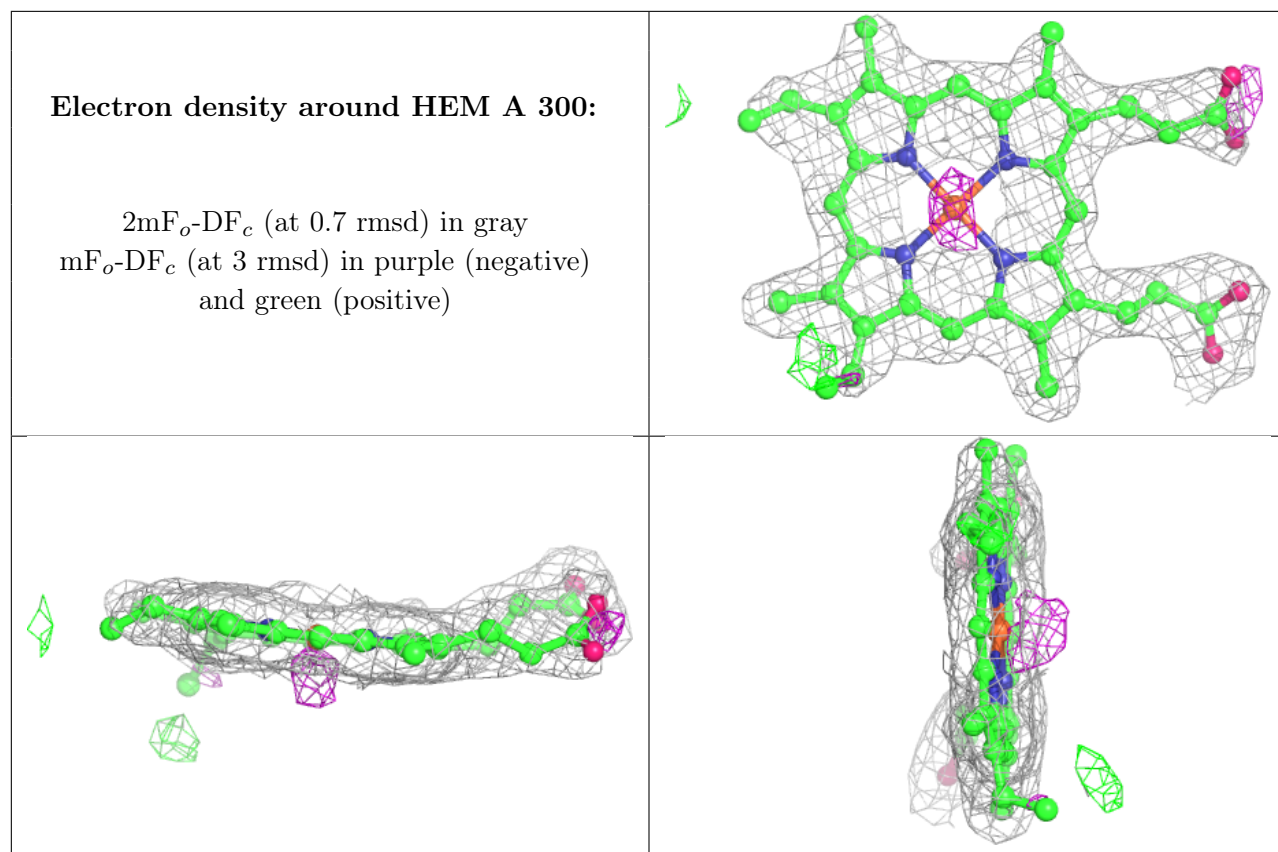 Electron density around HEM A 300:
2mFo-DFc (at 0.7 rmsd) in gray
mFo-DFc (at 3 rmsd) in purple (negative)
and green (positive)